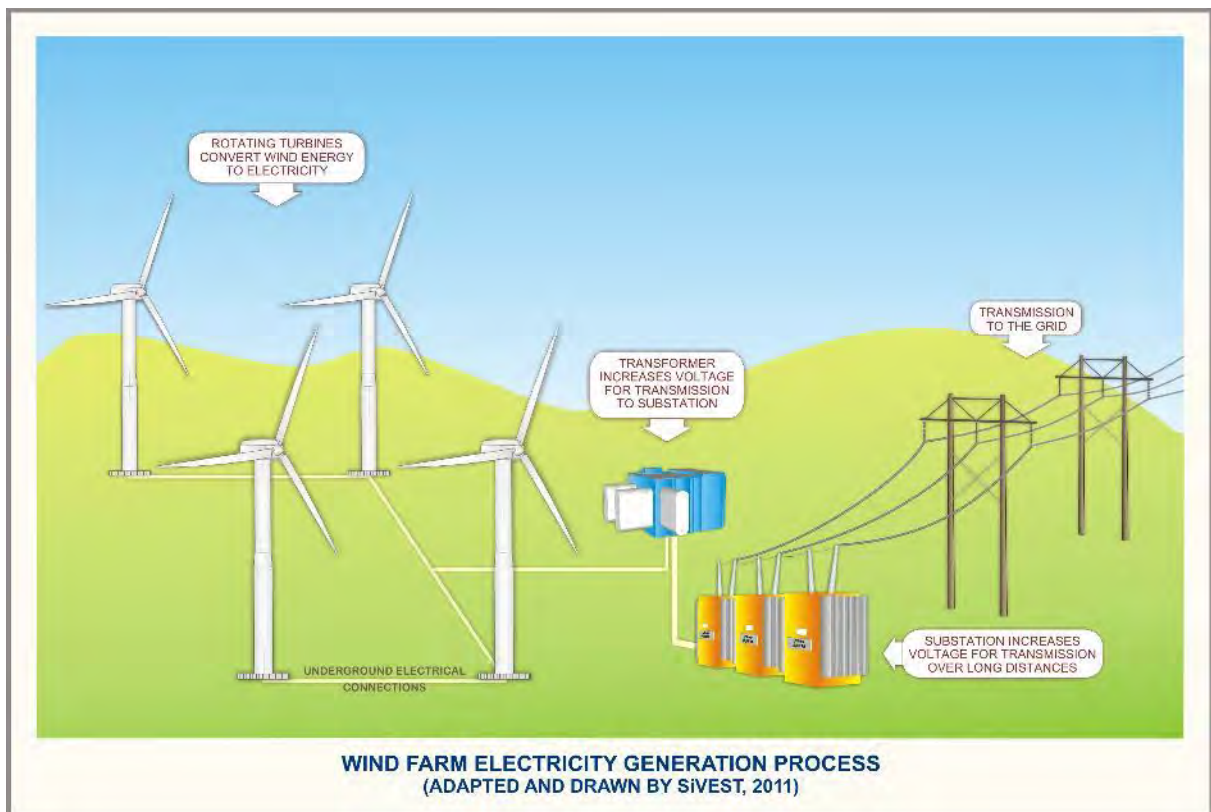 ROTATING TURBINES
CONVERT WIND ENERGY
TO ELECTRICITY
TRANSMISSION
TO THE GRID
TRANSFORMER
INCREASES VOLTAGE
FOR TRANSMISSION
TO SUBSTATION
SUBSTATION INCREASES
VOLTAGE FOR TRANSMISSION
OVER LONG DISTANCES
UNDERGROUND ELECTRICAL
CONNECTIONS
WIND FARM ELECTRICITY GENERATION PROCESS
(ADAPTED AND DRAWN BY SiVEST, 2011)